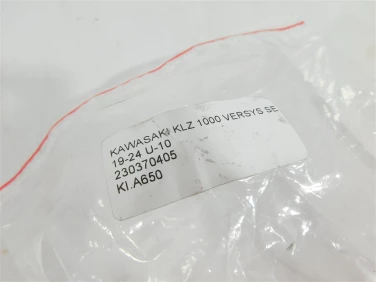 KAWASAKI KLZ 1000 VERSYS SE
19-24 U-10
230370405
KI.A650